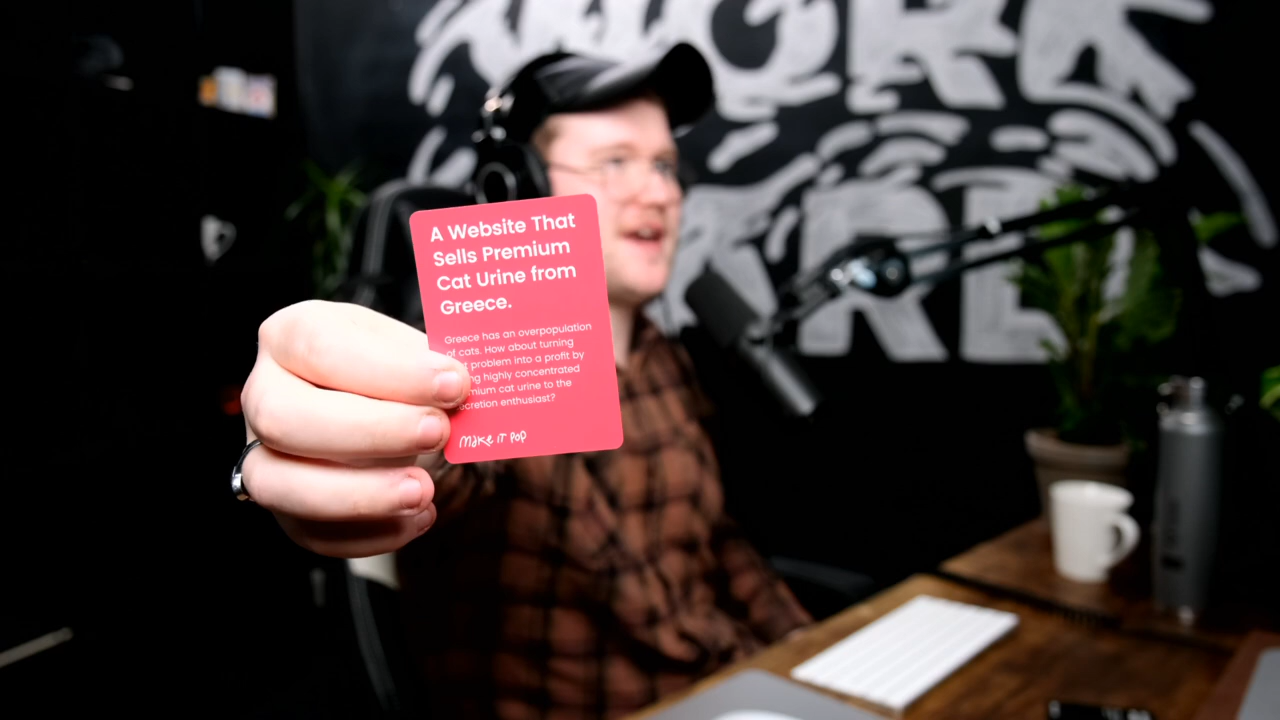 A Website That
Sells Premium
Cat Urine from
Greece.
Greece has an overpopulation
of cats. How about turning
problem into a profit by
highly concentrated
cat urine to the
enthusiast?
Make it Pop
WORK